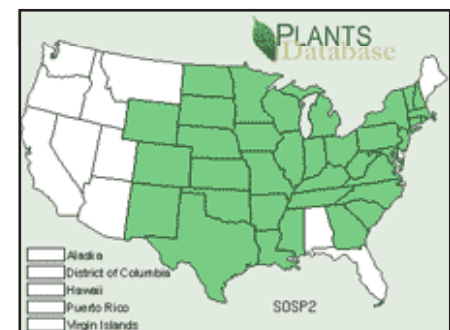 PLANTS
Database
Alaska
District of Columbia
Hawaii
Puerto Rico
Virgin Islands
SOSP2